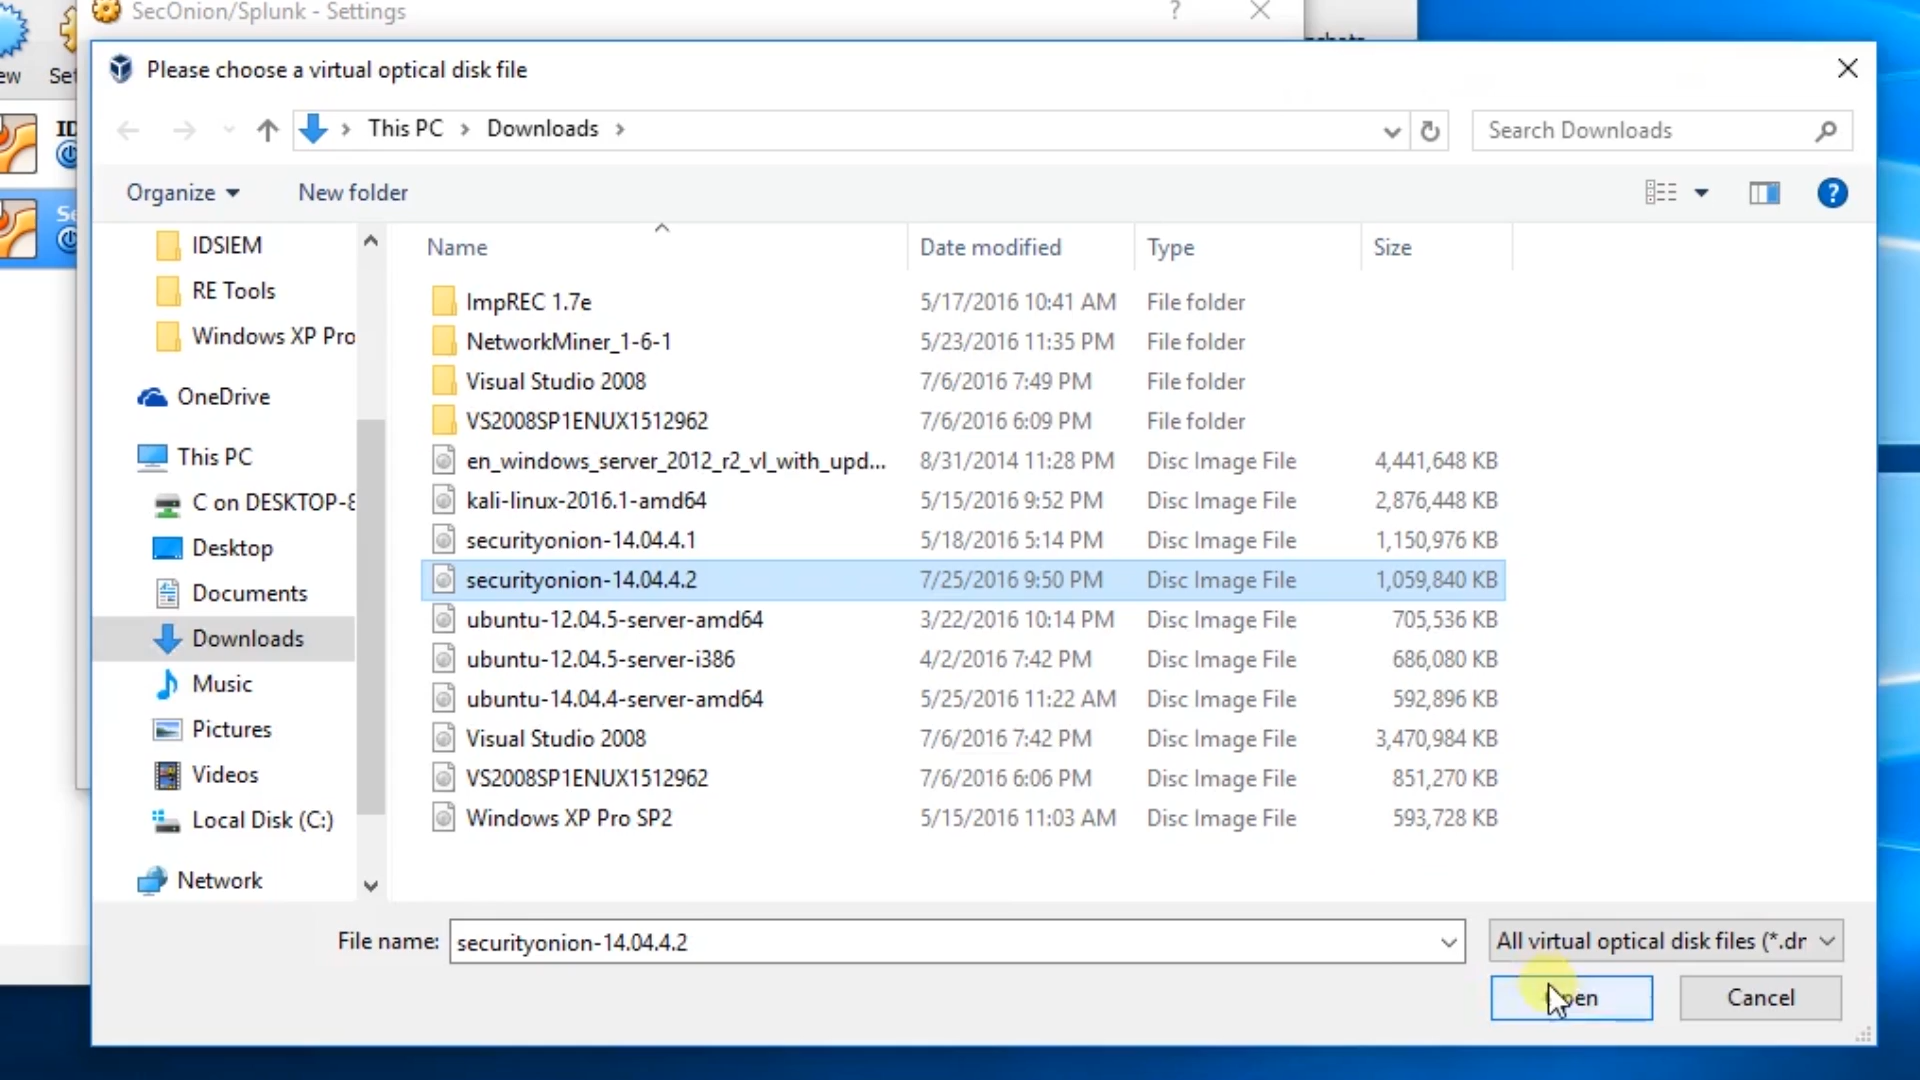 SecOnion/Splunk - Settings
?
Please choose a virtual optical disk file
This PC > Downloads >
Search Downloads
Organize
New folder
?
Name Date modified Type Size
IDSIEM
RE Tools
Windows XP Pro
OneDrive
This PC
C on DESKTOP-8
Desktop
Documents
Downloads
Music
Pictures
Videos
Local Disk (C:)
Network
ImpREC 1.7e 5/17/2016 10:41 AM File folder
NetworkMiner_1-6-1 5/23/2016 11:35 PM File folder
Visual Studio 2008 7/6/2016 7:49 PM File folder
VS2008SP1ENUX1512962 7/6/2016 6:09 PM File folder
en_windows_server_2012_r2_vl_with_upd... 8/31/2014 11:28 PM Disc Image File 4,441,648 KB
kali-linux-2016.1-amd64 5/15/2016 9:52 PM Disc Image File 2,876,448 KB
securityonion-14.04.4.1 5/18/2016 5:14 PM Disc Image File 1,150,976 KB
securityonion-14.04.4.2 7/25/2016 9:50 PM Disc Image File 1,059,840 KB
ubuntu-12.04.5-server-amd64 3/22/2016 10:14 PM Disc Image File 705,536 KB
ubuntu-12.04.5-server-i386 4/2/2016 7:42 PM Disc Image File 686,080 KB
ubuntu-14.04.4-server-amd64 5/25/2016 11:22 AM Disc Image File 592,896 KB
Visual Studio 2008 7/6/2016 7:42 PM Disc Image File 3,470,984 KB
VS2008SP1ENUX1512962 7/6/2016 6:06 PM Disc Image File 851,270 KB
Windows XP Pro SP2 5/15/2016 11:03 AM Disc Image File 593,728 KB
File name: securityonion-14.04.4.2
All virtual optical disk files (*.dr
Open
Cancel